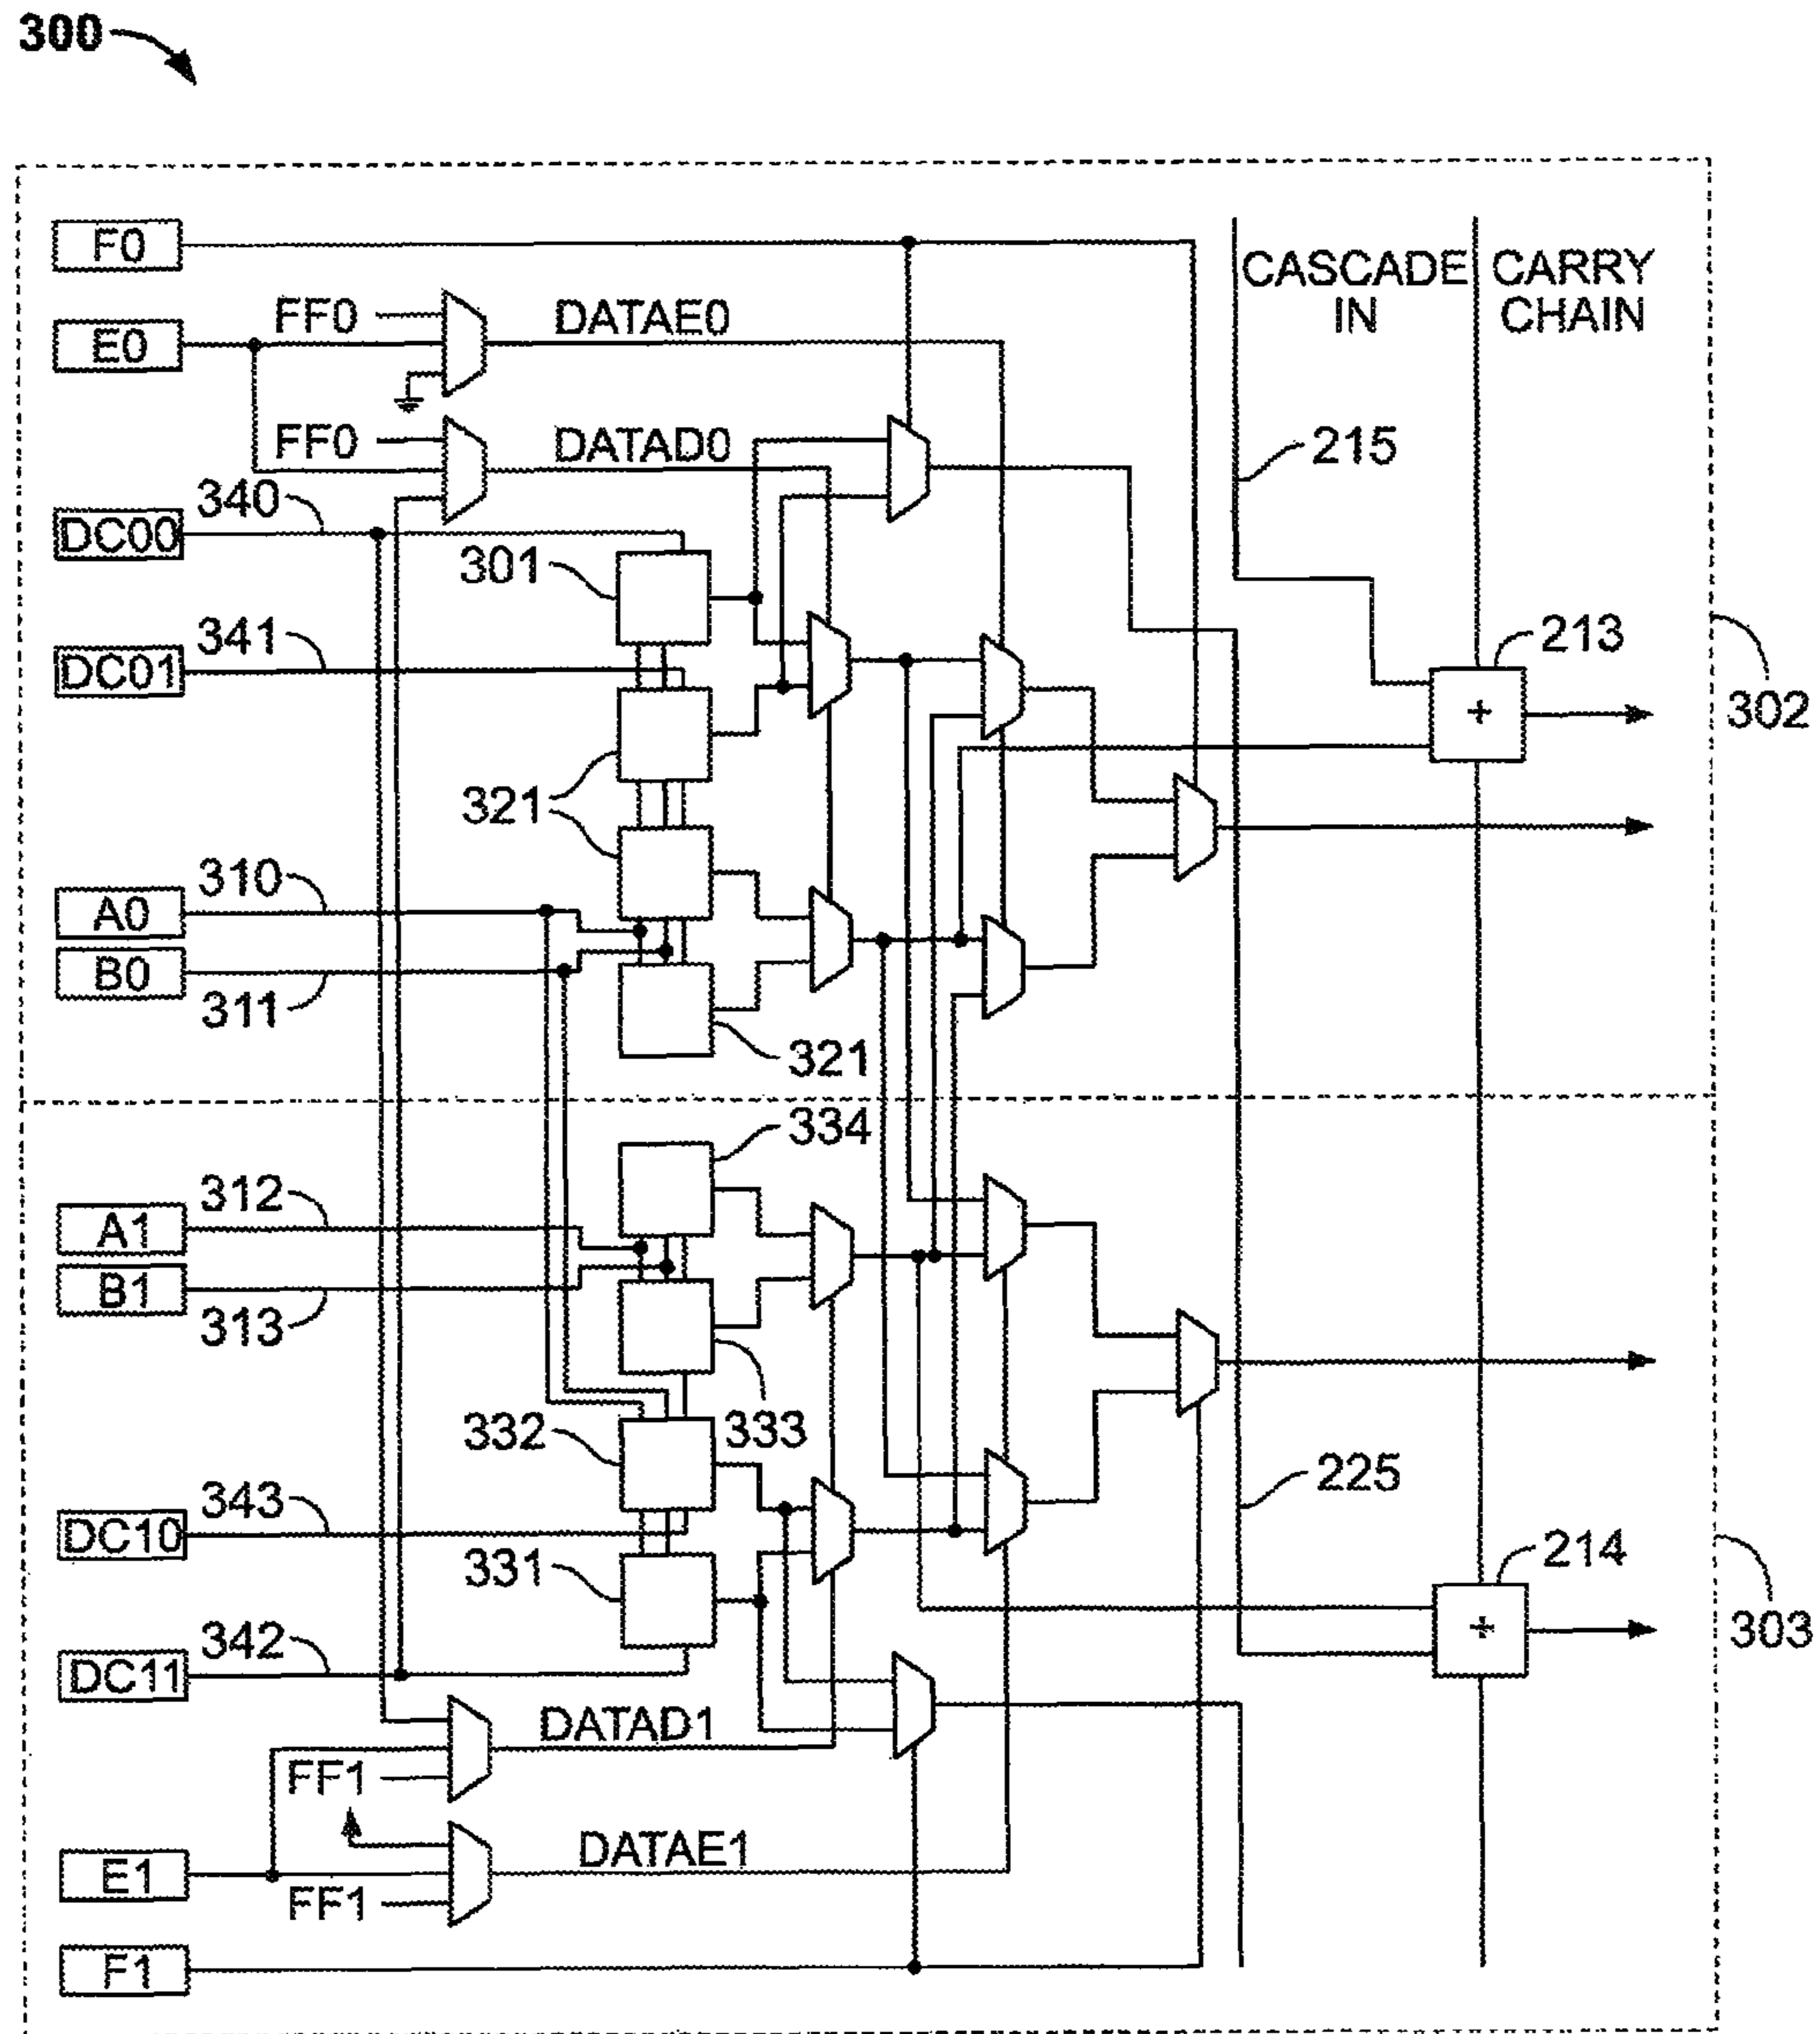 300
F0
CASCADE IN
CARRY CHAIN
FF0
DATAE0
E0
FF0
DATAD0
215
340
DC00
301
341
DC01
213
302
321
+
310
A0
B0
311
321
334
312
A1
B1
313
332
333
343
DC10
225
331
214
342
303
+
DC11
DATAD1
FF1
DATAE1
E1
FF1
F1